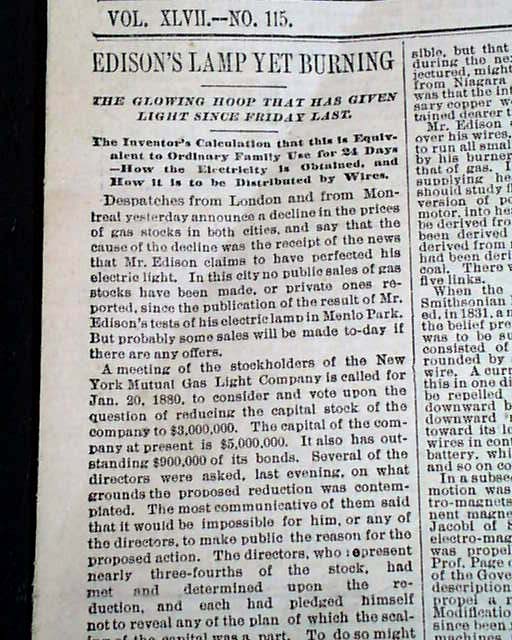 VOL. XLVII.—NO. 115.
EDISON'S LAMP YET BURNING
THE GLOWING HOOP THAT HAS GIVEN
LIGHT SINCE FRIDAY LAST.
The Inventor's Calculation that this is Equiv-
alent to Ordinary Family Use for 24 Days
—How the Electricity is Obtained, and
How it is to be Distributed by Wires.
Despatches from London and from Mon-
treal yesterday announce a decline in the prices
of gas stocks in both cities, and say that the
cause of the decline was the receipt of the news
that Mr. Edison claims to have perfected his
electric light. In this city no public sales of gas
stocks have been made, or private ones re-
ported, since the publication of the result of Mr.
Edison's tests of his electric lamp in Menlo Park.
But probably some sales will be made to-day if
there are any offers.
A meeting of the stockholders of the New
York Mutual Gas Light Company is called for
Jan. 20, 1880, to consider and vote upon the
question of reducing the capital stock of the
company to $3,000,000. The capital of the com-
pany at present is $5,000,000. It also has out-
standing $900,000 of its bonds. Several of the
directors were asked, last evening, on what
grounds the proposed reduction was contem-
plated. The most communicative of them said
that it would be impossible for him, or any of
the directors, to make public the reason for the
proposed action. The directors, who represent
nearly three-fourths of the stock, had
met and determined upon the re-
duction, and each had pledged himself
not to reveal any of the plan of which the scal-
ing of the capital was a part. To do so might
sible, but that
during the
jectured, might
from Niagara
was that the
sary copper
tained dearer
Mr. Edison
over his wires.
to run all small
by his burner
that of gas.
supplying
should study
version of
motor, into
be derived
been derived
derived from
had been
coal. There
five links.
When the
Smithsonian
ed, in 1831, a
the belief
was to be
consisted of
rounded by
wire. A
this in one
be repelled
downward
downward
toward its
wires in
battery,
and so on
In a
motion was
tro-magnets
nent
Jacobi of
electro-mag
was
Prof. Page
of the
description
propel a
Modification
since been
machines